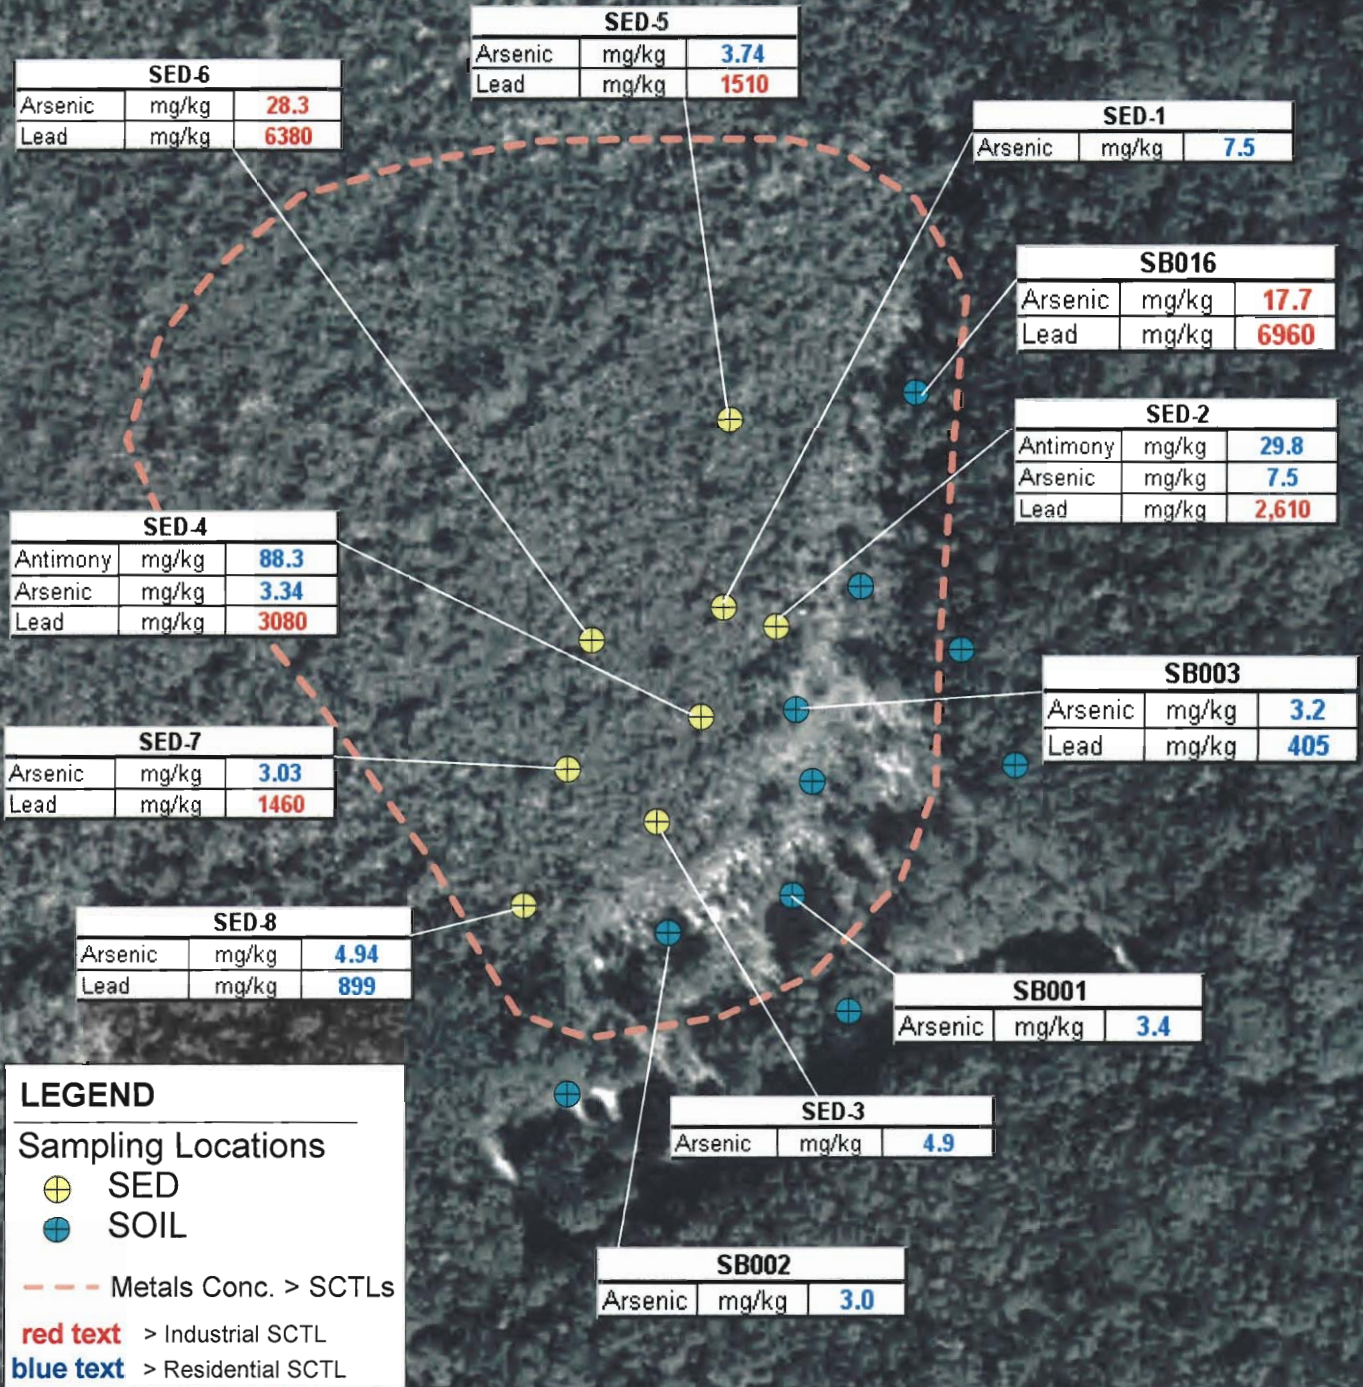 SED-5
Arsenic mg/kg 3.74
Lead mg/kg 1510
SED-6
Arsenic mg/kg 28.3
Lead mg/kg 6380
SED-1
Arsenic mg/kg 7.5
SB016
Arsenic mg/kg 17.7
Lead mg/kg 6960
SED-2
Antimony mg/kg 29.8
Arsenic mg/kg 7.5
Lead mg/kg 2,610
SED-4
Antimony mg/kg 88.3
Arsenic mg/kg 3.34
Lead mg/kg 3080
SB003
Arsenic mg/kg 3.2
Lead mg/kg 405
SED-7
Arsenic mg/kg 3.03
Lead mg/kg 1460
SED-8
Arsenic mg/kg 4.94
Lead mg/kg 899
SB001
Arsenic mg/kg 3.4
SED-3
Arsenic mg/kg 4.9
SB002
Arsenic mg/kg 3.0
LEGEND
Sampling Locations
SED
SOIL
Metals Conc. > SCTLs
red text > Industrial SCTL
blue text > Residential SCTL